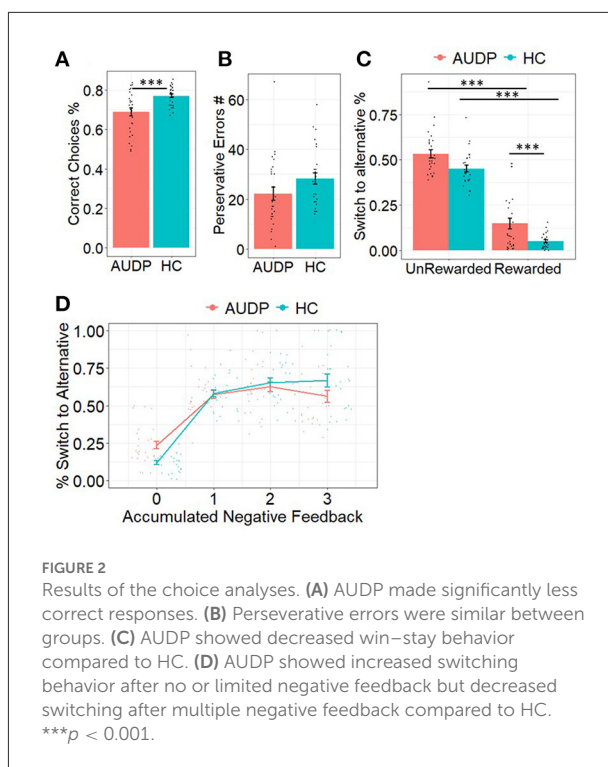 A
***
Correct Choices %
0.8
0.6
0.4
0.2
0.0
AUDP HC
B
Perservative Errors #
60
40
20
0
AUDP HC
C
AUDP HC
***
***
***
Switch to alternative %
0.75
0.50
0.25
0.00
UnRewarded Rewarded
D
AUDP HC
% Switch to Alternative
1.00
0.75
0.50
0.25
0.00
0 1 2 3
Accumulated Negative Feedback
FIGURE 2
Results of the choice analyses. (A) AUDP made significantly less
correct responses. (B) Perseverative errors were similar between
groups. (C) AUDP showed decreased win–stay behavior
compared to HC. (D) AUDP showed increased switching
behavior after no or limited negative feedback but decreased
switching after multiple negative feedback compared to HC.
***p < 0.001.